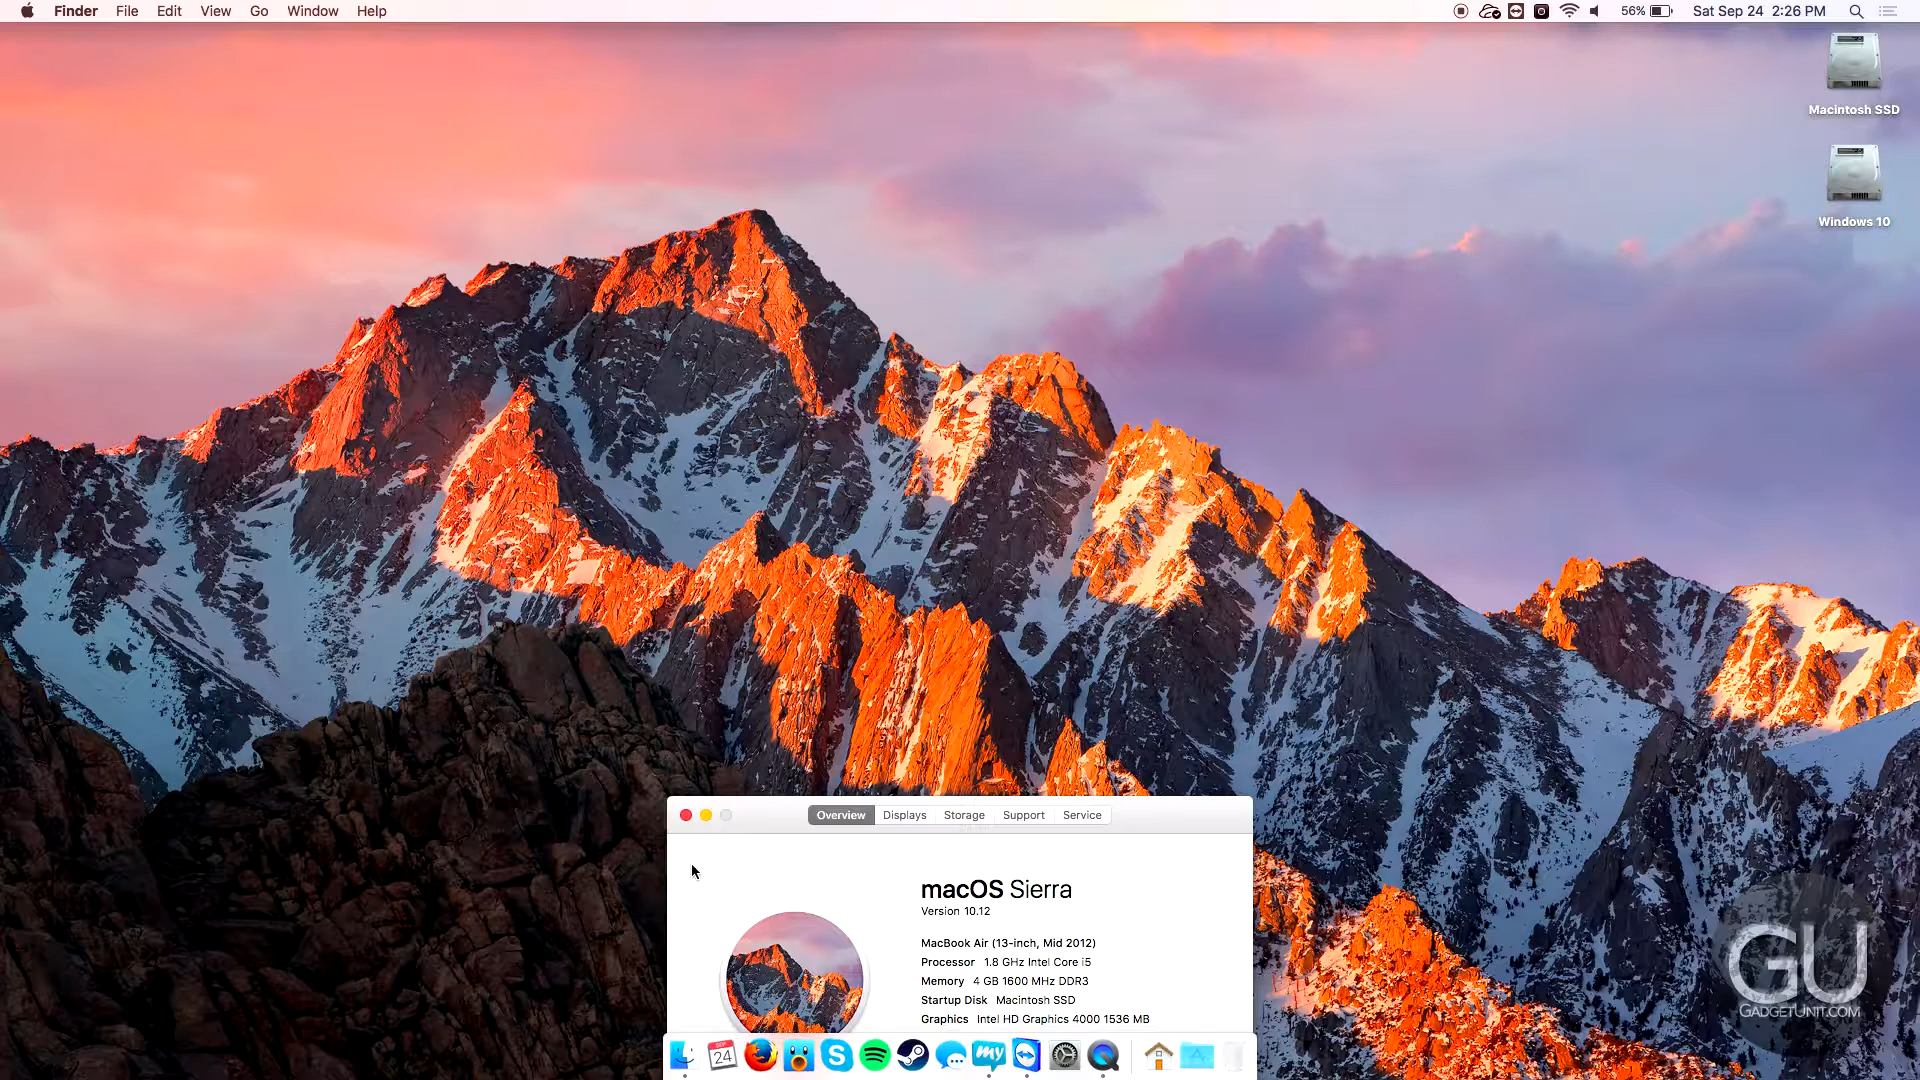 Finder File Edit View Go Window Help
56% Sat Sep 24 2:26 PM
Macintosh SSD
Windows 10
Overview Displays Storage Support Service
macOS Sierra
Version 10.12
MacBook Air (13-inch, Mid 2012)
Processor 1.8 GHz Intel Core i5
Memory 4 GB 1600 MHz DDR3
Startup Disk Macintosh SSD
Graphics Intel HD Graphics 4000 1536 MB
GU
GADGETUNIT.COM
SEP
24
my